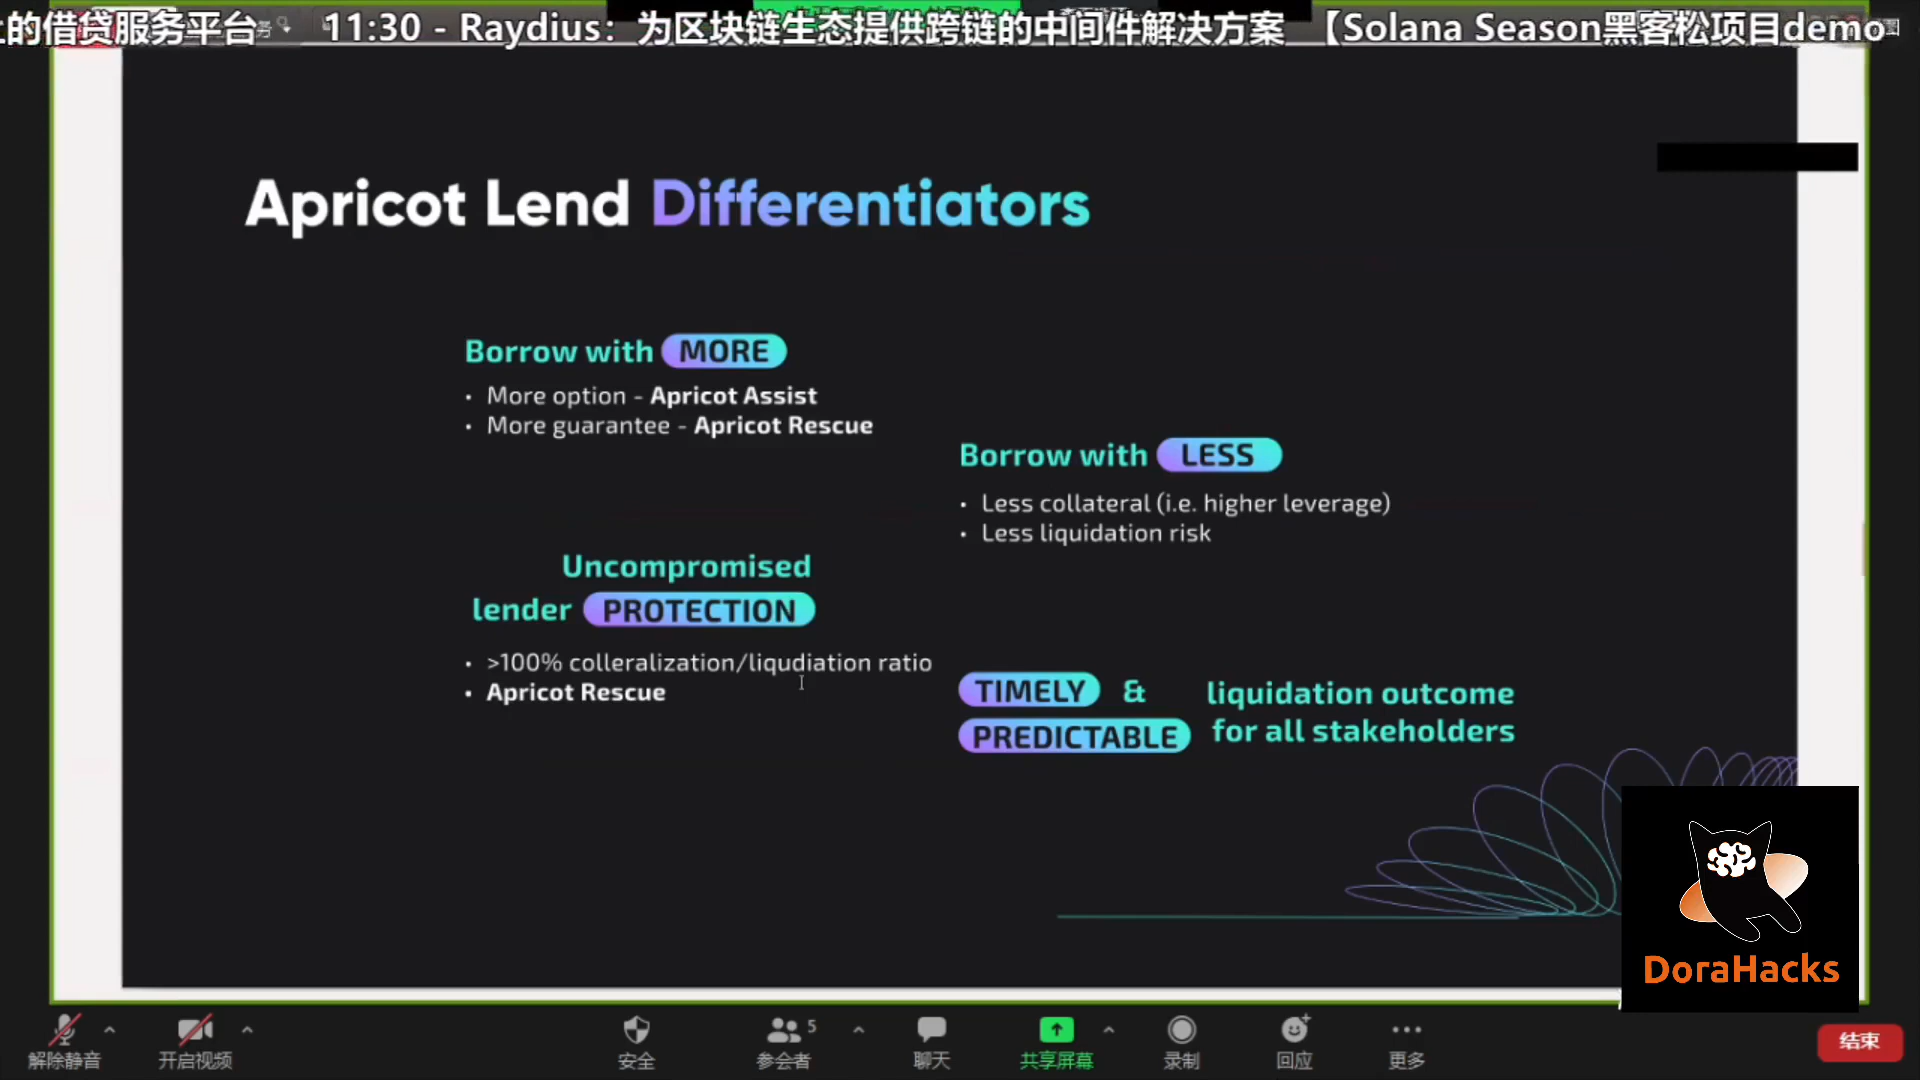 的借贷服务平台 11:30 - Raydius：为区块链生态提供跨链的中间件解决方案 【Solana Season黑客松项目demo
Apricot Lend Differentiators
Borrow with MORE
• More option - Apricot Assist
• More guarantee - Apricot Rescue
Borrow with LESS
• Less collateral (i.e. higher leverage)
• Less liquidation risk
Uncompromised
lender PROTECTION
• >100% colleralization/liqudiation ratio
• Apricot Rescue
TIMELY & PREDICTABLE
liquidation outcome
for all stakeholders
DoraHacks
解除静音
开启视频
安全
5
参会者
聊天
共享屏幕
录制
回应
更多
结束